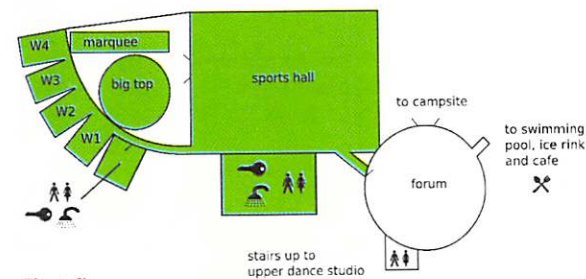 W4
marquee
W3
big top
W2
W1
sports hall
to campsite
to swimming
pool, ice rink
and cafe
forum
stairs up to
upper dance studio